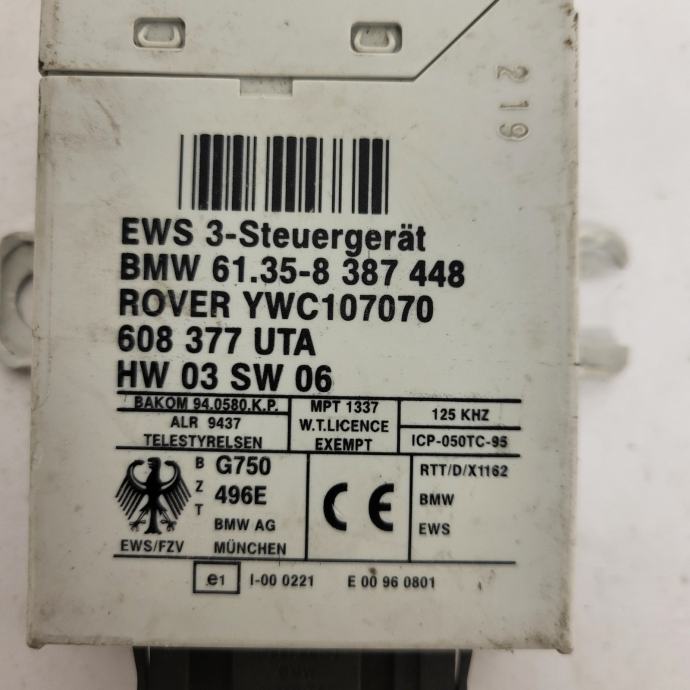 219
EWS 3-Steuergerät
BMW 61.35-8 387 448
ROVER YWC107070
608 377 UTA
HW 03 SW 06
BAKOM 94.0580.K.P.
ALR 9437
TELESTYRELSEN
MPT 1337
W.T.LICENCE
EXEMPT
125 KHZ
ICP-050TC-95
EWS/FZV
BZT
G750
496E
BMW AG
MÜNCHEN
CE
RTT/D/X1162
BMW
EWS
e1 I-00 0221 E 00 96 0801